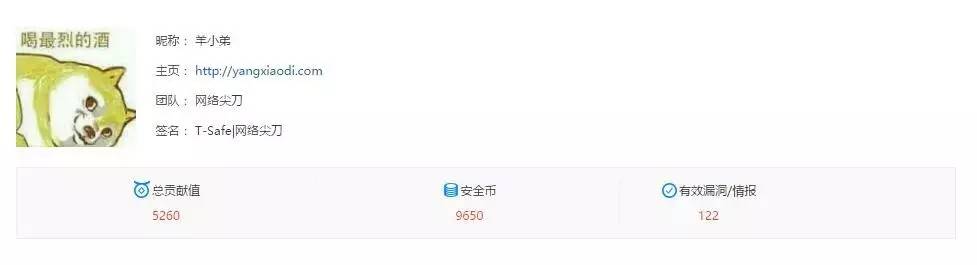 喝最烈的酒
昵称： 羊小弟
主页： http://yangxiaodi.com
团队： 网络尖刀
签名： T-Safe|网络尖刀
总贡献值
5260
安全币
9650
有效漏洞/情报
122